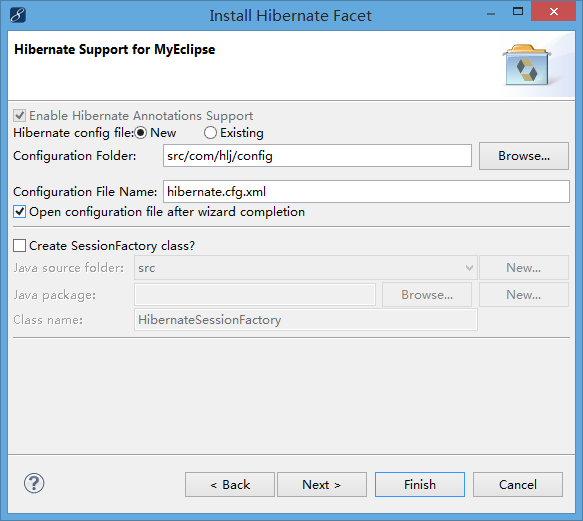 Install Hibernate Facet
Hibernate Support for MyEclipse
Enable Hibernate Annotations Support
Hibernate config file: New Existing
Configuration Folder: src/com/hlj/config Browse...
Configuration File Name: hibernate.cfg.xml
Open configuration file after wizard completion
Create SessionFactory class?
Java source folder: src New...
Java package: Browse... New...
Class name: HibernateSessionFactory
? < Back Next > Finish Cancel